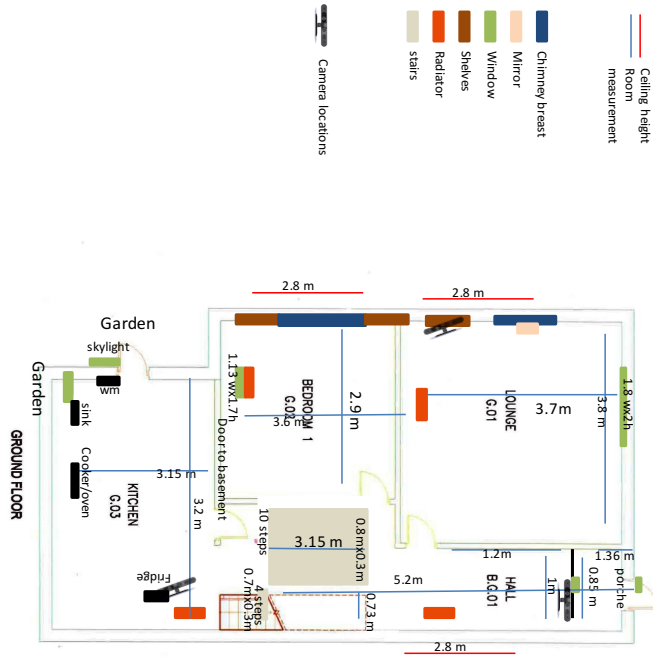 Ceiling height
Room
measurement
Chimney breast
Mirror
Window
Shelves
Radiator
stairs
Camera locations
2.8 m
2.8 m
Garden
skylight
Garden
wm
sink
Cooker/oven
GROUND FLOOR
KITCHEN
G.03
3.15 m
3.2 m
Fridge
Door to basement
1.13 wx1.7h
BEDROOM 1
G.02
3.6 m
2.9 m
LOUNGE
G.01
3.7m
3.8 m
1.8 wx2h
10 steps
3.15 m
0.8mx0.3m
4 steps
0.7mx0.3m
0.73 m
5.2m
1.2m
HALL
B.G.01
1m
0.85 m
1.36 m
porche
2.8 m